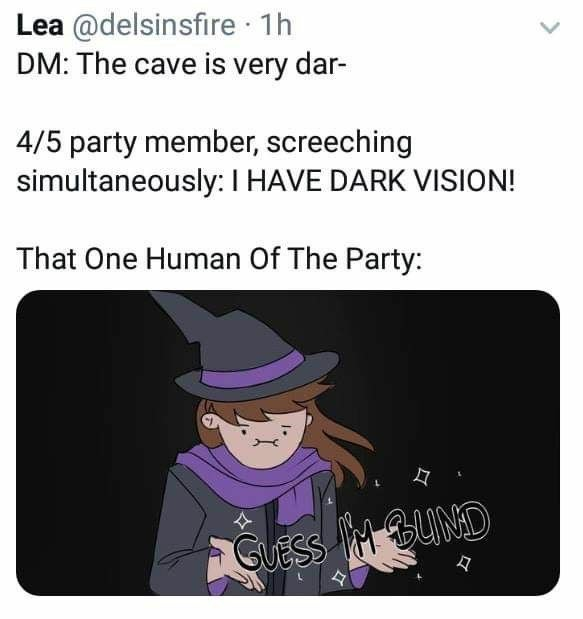 Lea @delsinsfire · 1h
DM: The cave is very dar-
4/5 party member, screeching
simultaneously: I HAVE DARK VISION!
That One Human Of The Party:
GUESS I'M BLIND